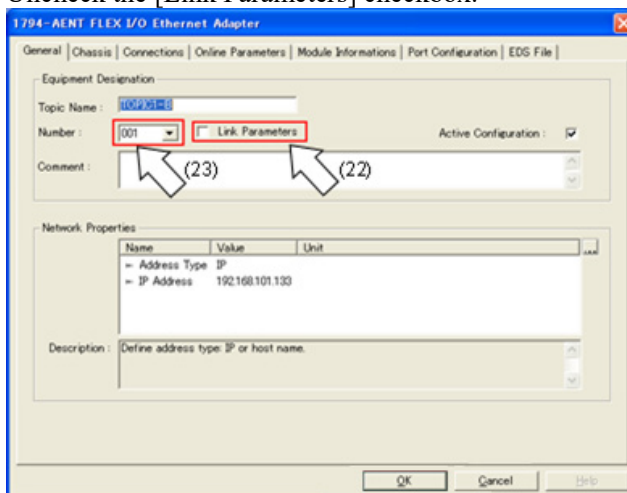 Uncheck the [Link Parameters] checkbox.
1794-AENT FLEX I/O Ethernet Adapter
General | Chassis | Connections | Online Parameters | Module Informations | Port Configuration | EDS File |
Equipment Designation
Topic Name : TOPIC1-B
Number : 001 Link Parameters Active Configuration :
(23) (22)
Comment :
Network Properties
Name Value Unit
Address Type IP
IP Address 192.168.101.133
...
Description : Define address type: IP or host name.
OK Cancel Help